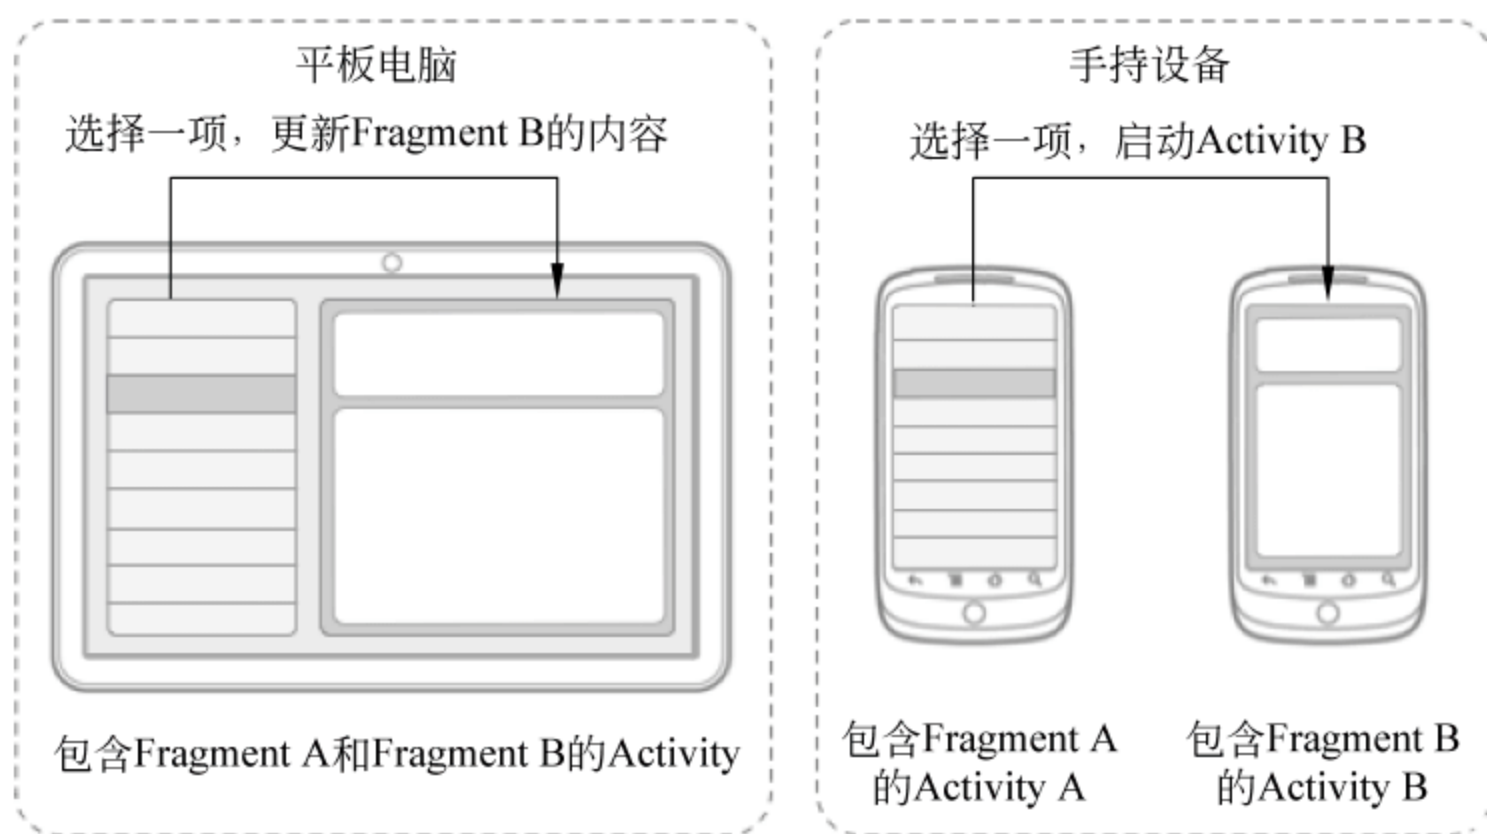 平板电脑
选择一项，更新Fragment B的内容
包含Fragment A和Fragment B的Activity
手持设备
选择一项，启动Activity B
包含Fragment A
的Activity A
包含Fragment B
的Activity B